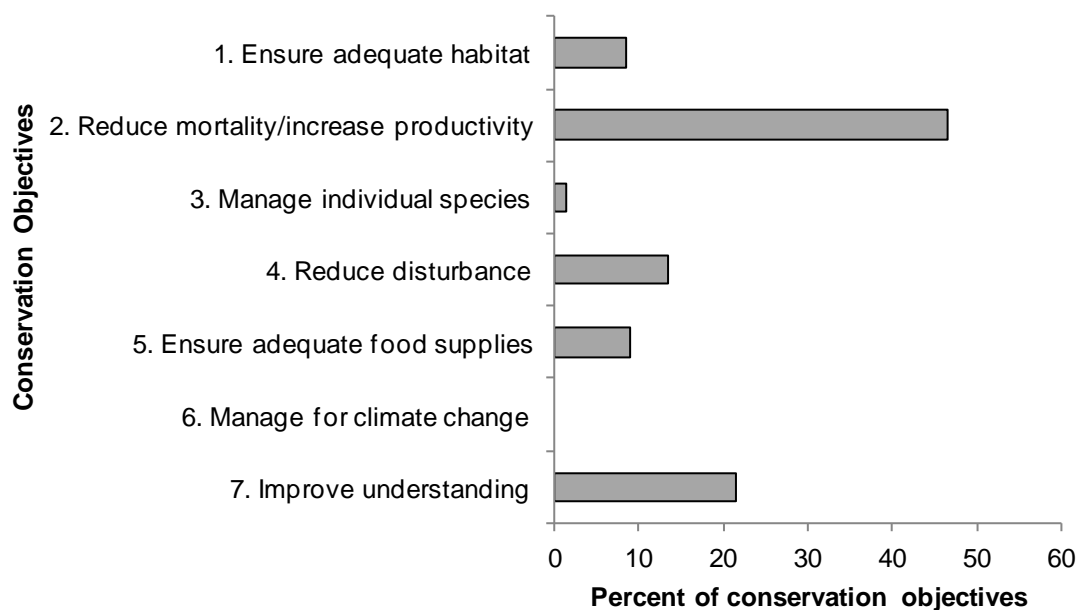 Conservation Objectives
1. Ensure adequate habitat
2. Reduce mortality/increase productivity
3. Manage individual species
4. Reduce disturbance
5. Ensure adequate food supplies
6. Manage for climate change
7. Improve understanding
0 10 20 30 40 50 60
Percent of conservation objectives